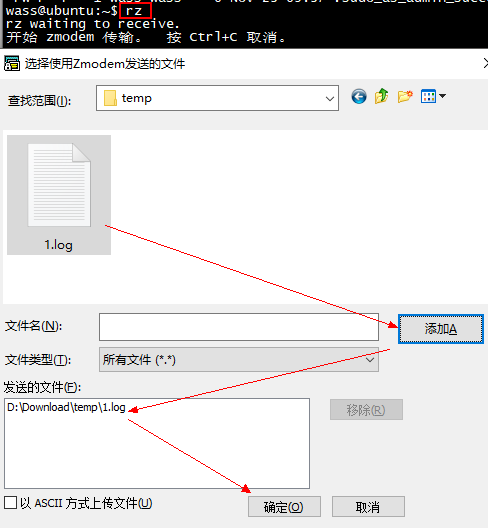 wass@ubuntu:~$ rz
rz waiting to receive.
开始 zmodem 传输。 按 Ctrl+C 取消。
选择使用Zmodem发送的文件
查找范围(I):
temp
1.log
文件名(N):
添加A
文件类型(T):
所有文件 (*.*)
发送的文件(F):
D:\Download\temp\1.log
移除(R)
以 ASCII 方式上传文件(U)
确定(O)
取消